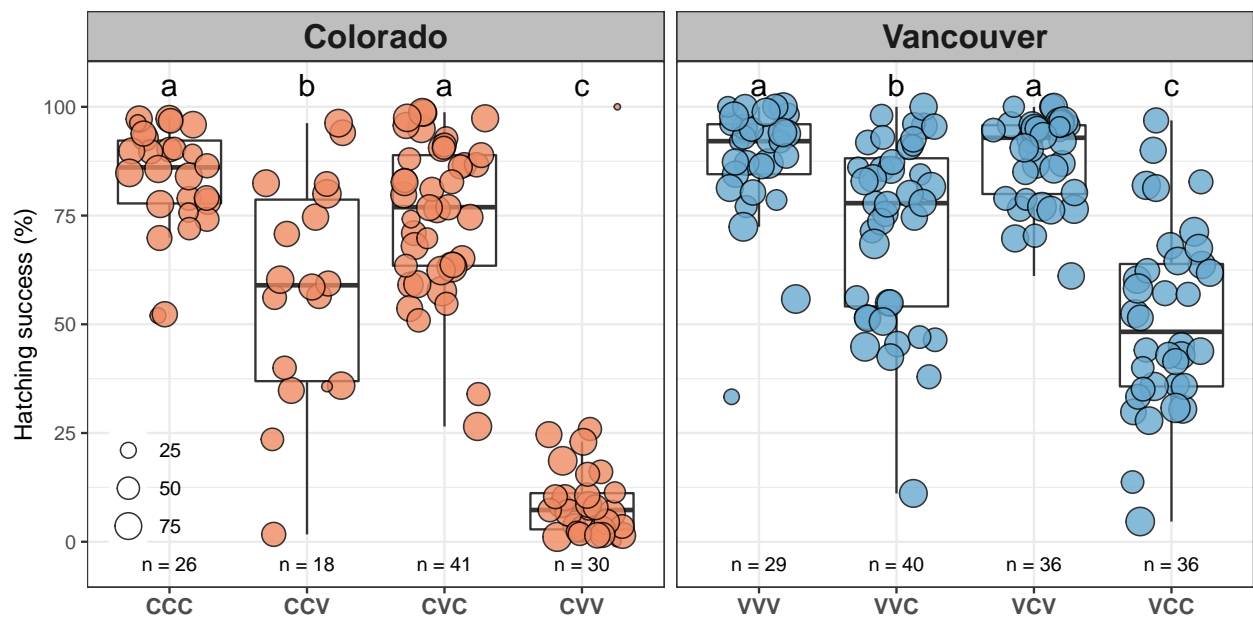 Colorado
Vancouver
a b a c
a b a c
Hatching success (%)
100
75
50
25
0
25
50
75
n = 26 n = 18 n = 41 n = 30
n = 29 n = 40 n = 36 n = 36
CCC CCV CVC CVV
VVV VVC VCV VCC